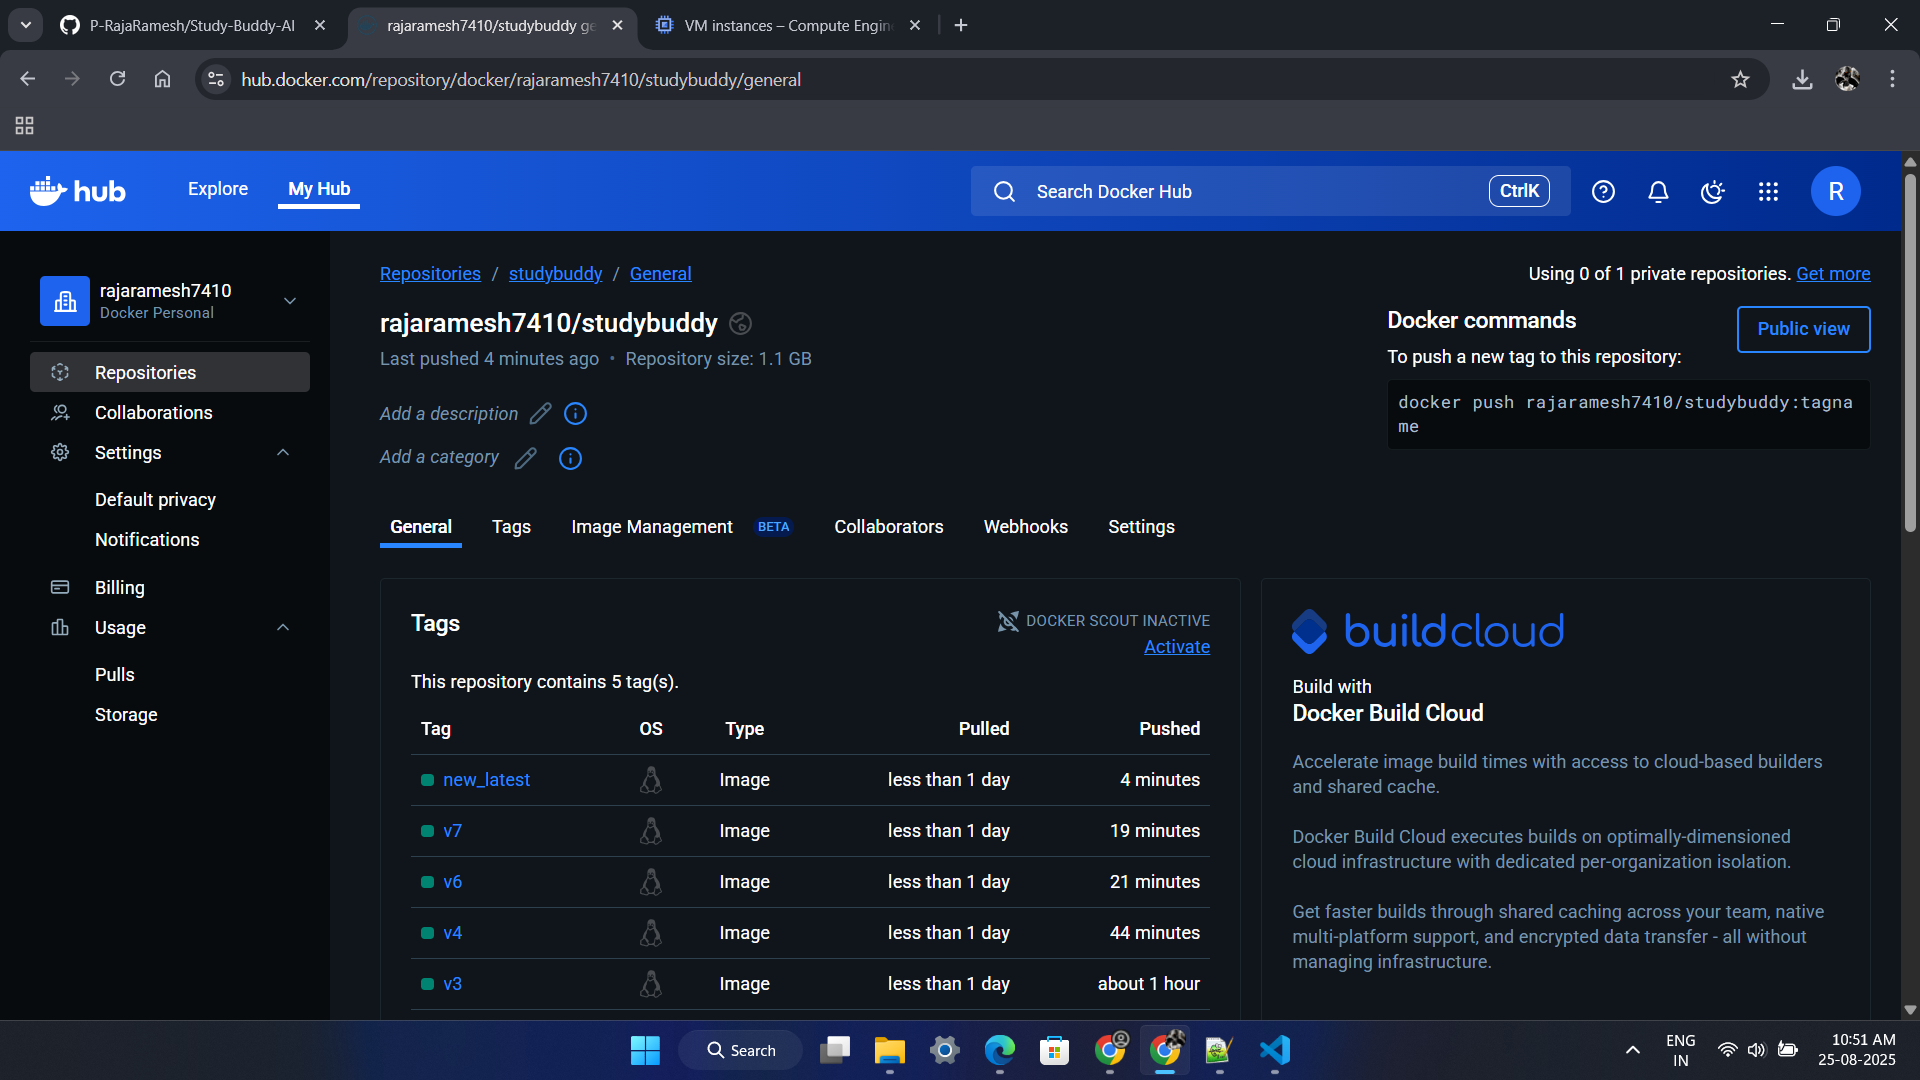 P-RajaRamesh/Study-Buddy-AI
rajaramesh7410/studybuddy ge
VM instances – Compute Engin
hub.docker.com/repository/docker/rajaramesh7410/studybuddy/general
hub
Explore
My Hub
Search Docker Hub
CtrlK
R
rajaramesh7410
Docker Personal
Repositories
Collaborations
Settings
Default privacy
Notifications
Billing
Usage
Pulls
Storage
Repositories / studybuddy / General
Using 0 of 1 private repositories. Get more
rajaramesh7410/studybuddy
Last pushed 4 minutes ago • Repository size: 1.1 GB
Add a description
Add a category
Docker commands
Public view
To push a new tag to this repository:
docker push rajaramesh7410/studybuddy:tagna
me
General
Tags
Image Management BETA
Collaborators
Webhooks
Settings
Tags
DOCKER SCOUT INACTIVE
Activate
This repository contains 5 tag(s).
Tag OS Type Pulled Pushed
new_latest Image less than 1 day 4 minutes
v7 Image less than 1 day 19 minutes
v6 Image less than 1 day 21 minutes
v4 Image less than 1 day 44 minutes
v3 Image less than 1 day about 1 hour
buildcloud
Build with
Docker Build Cloud
Accelerate image build times with access to cloud-based builders
and shared cache.
Docker Build Cloud executes builds on optimally-dimensioned
cloud infrastructure with dedicated per-organization isolation.
Get faster builds through shared caching across your team, native
multi-platform support, and encrypted data transfer - all without
managing infrastructure.
Search
ENG
IN
10:51 AM
25-08-2025